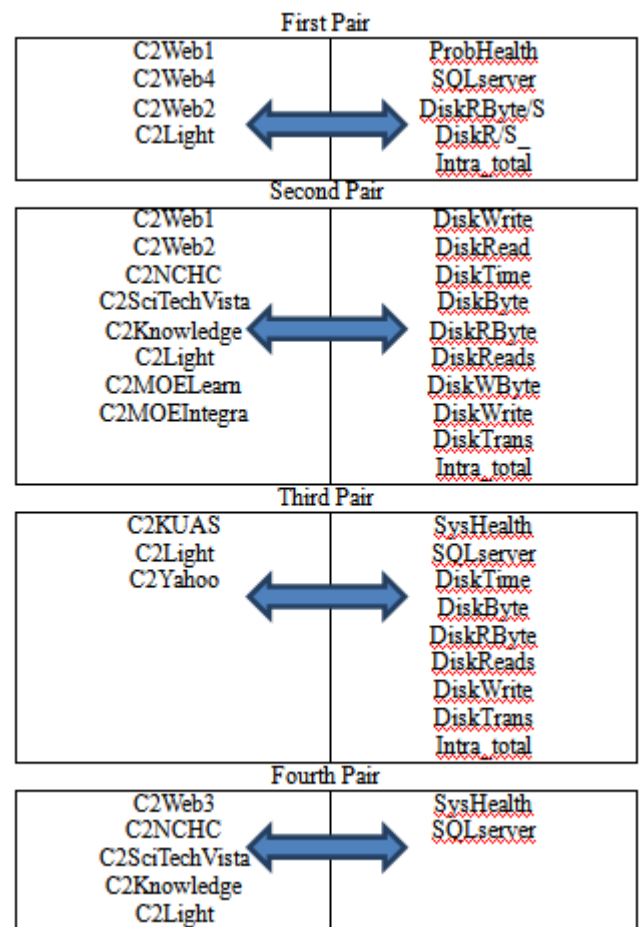 First Pair
C2Web1 ProbHealth
C2Web4 SQLserver
C2Web2 DiskRByte/S
C2Light DiskR/S_
Intra_total
Second Pair
C2Web1 DiskWrite
C2Web2 DiskRead
C2NCHC DiskTime
C2SciTechVista DiskByte
C2Knowledge DiskRByte
C2Light DiskReads
C2MOELearn DiskWByte
C2MOEIntegra DiskWrite
DiskTrans
Intra_total
Third Pair
C2KUAS SysHealth
C2Light SQLserver
C2Yahoo DiskTime
DiskByte
DiskRByte
DiskReads
DiskWrite
DiskTrans
Intra_total
Fourth Pair
C2Web3 SysHealth
C2NCHC SQLserver
C2SciTechVista
C2Knowledge
C2Light